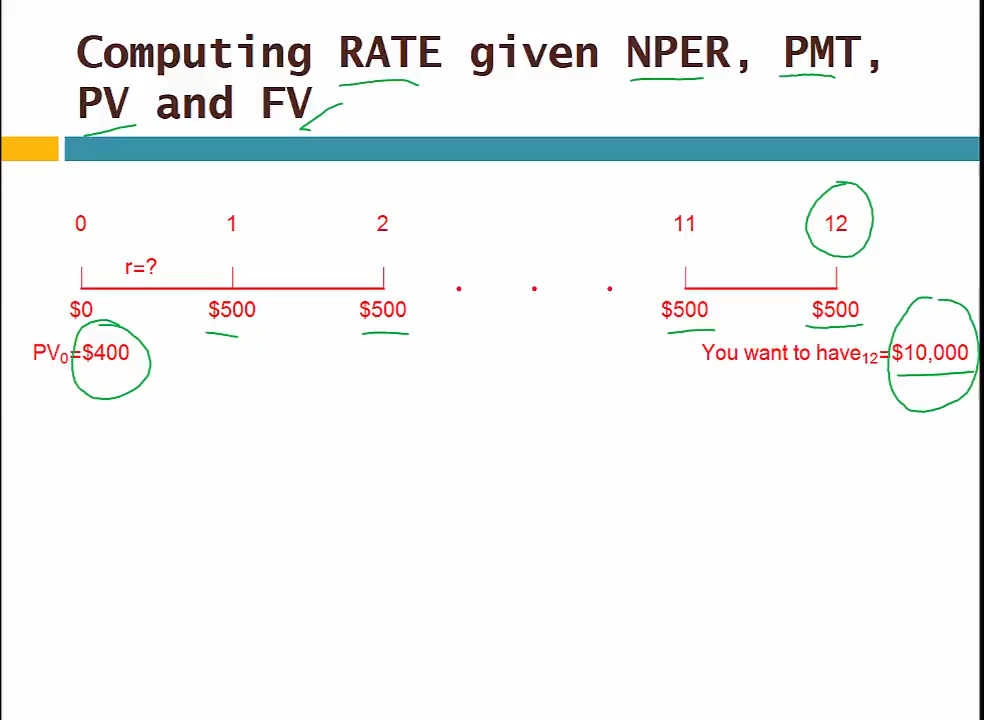 Computing RATE given NPER, PMT,
PV and FV
0 1 2 11 12
r=?
$0 $500 $500 . . . $500 $500
PV₀=$400 You want to have₁₂=$10,000